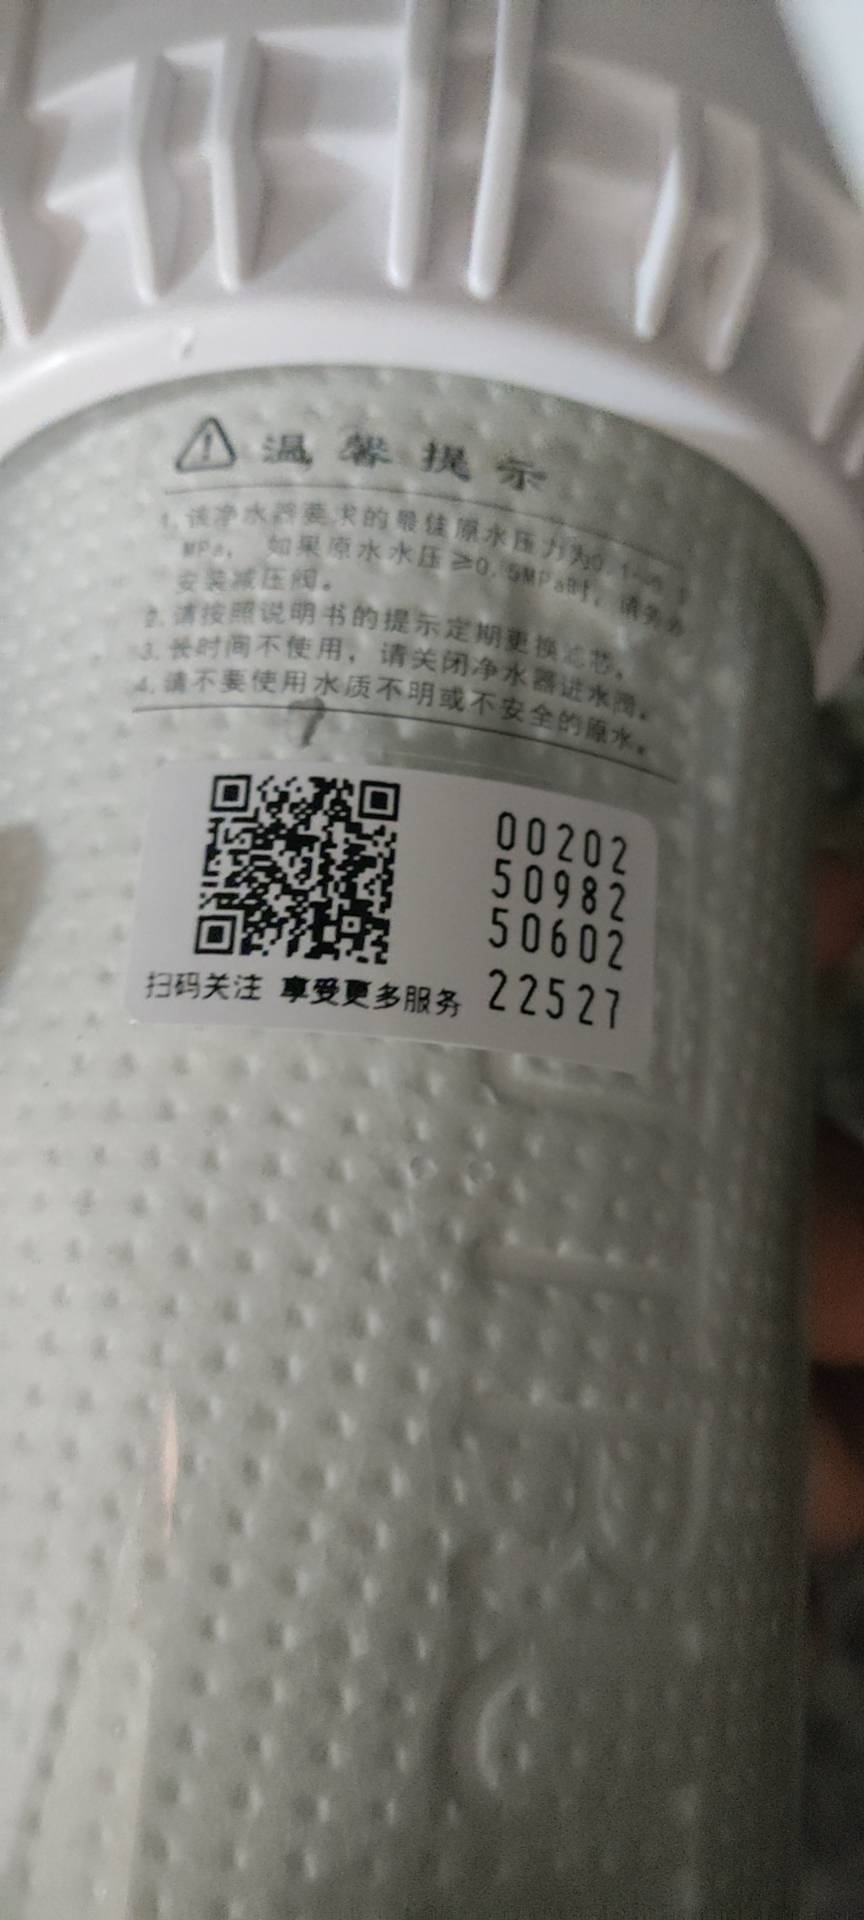 温馨提示
1. 该净水器要求的最佳原水压力为0.1
MPa， 如果原水水压≥0.5MPa时，请务必
安装减压阀。
2. 请按照说明书的提示定期更换滤芯。
3. 长时间不使用，请关闭净水器进水阀。
4. 请不要使用水质不明或不安全的原水。
扫码关注 享受更多服务
00202
50982
50602
22527